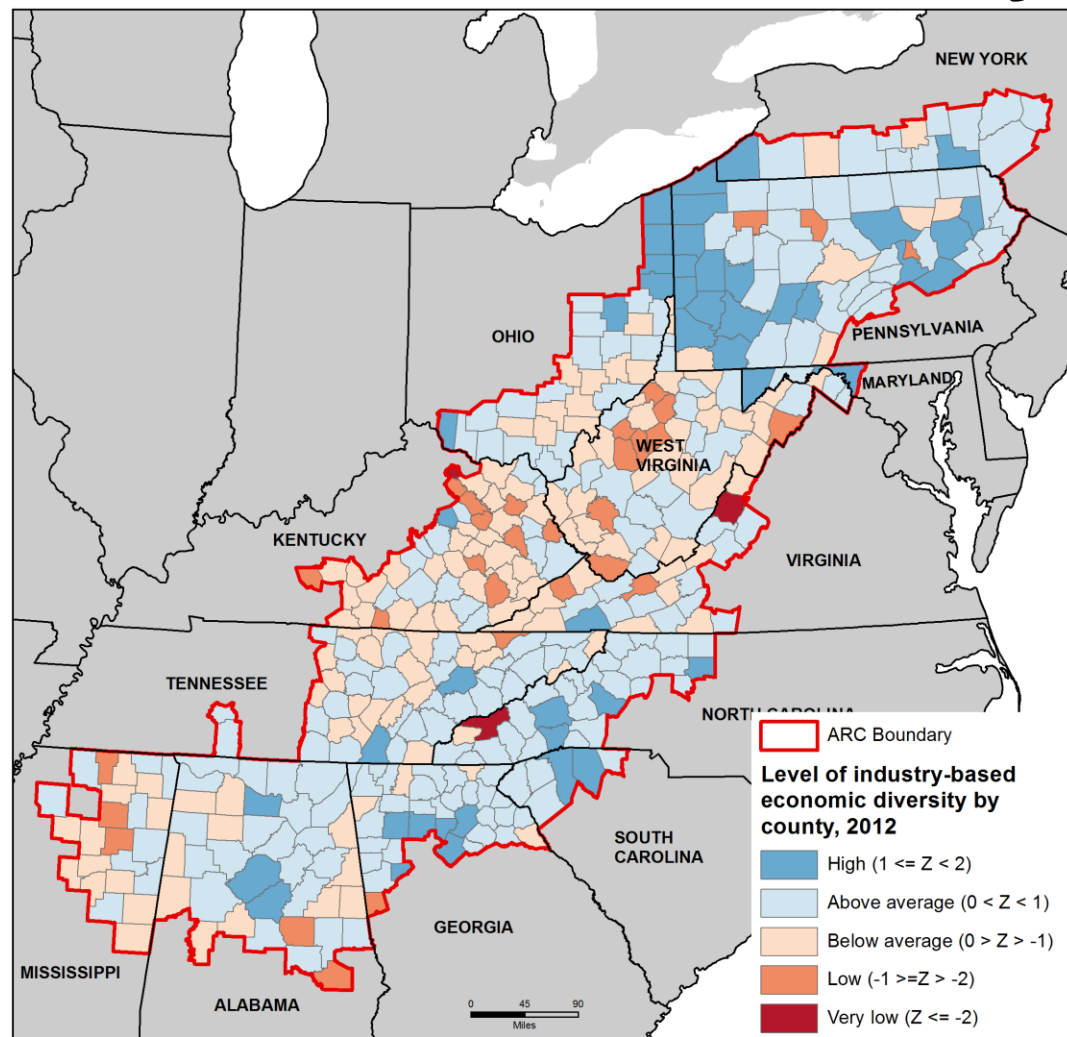 NEW YORK
OHIO
PENNSYLVANIA
MARYLAND
WEST
VIRGINIA
KENTUCKY
VIRGINIA
TENNESSEE
NORTH CAROLINA
SOUTH
CAROLINA
GEORGIA
MISSISSIPPI
ALABAMA
0 45 90
Miles
ARC Boundary
Level of industry-based
economic diversity by
county, 2012
High (1 <= Z < 2)
Above average (0 < Z < 1)
Below average (0 > Z > -1)
Low (-1 >=Z > -2)
Very low (Z <= -2)